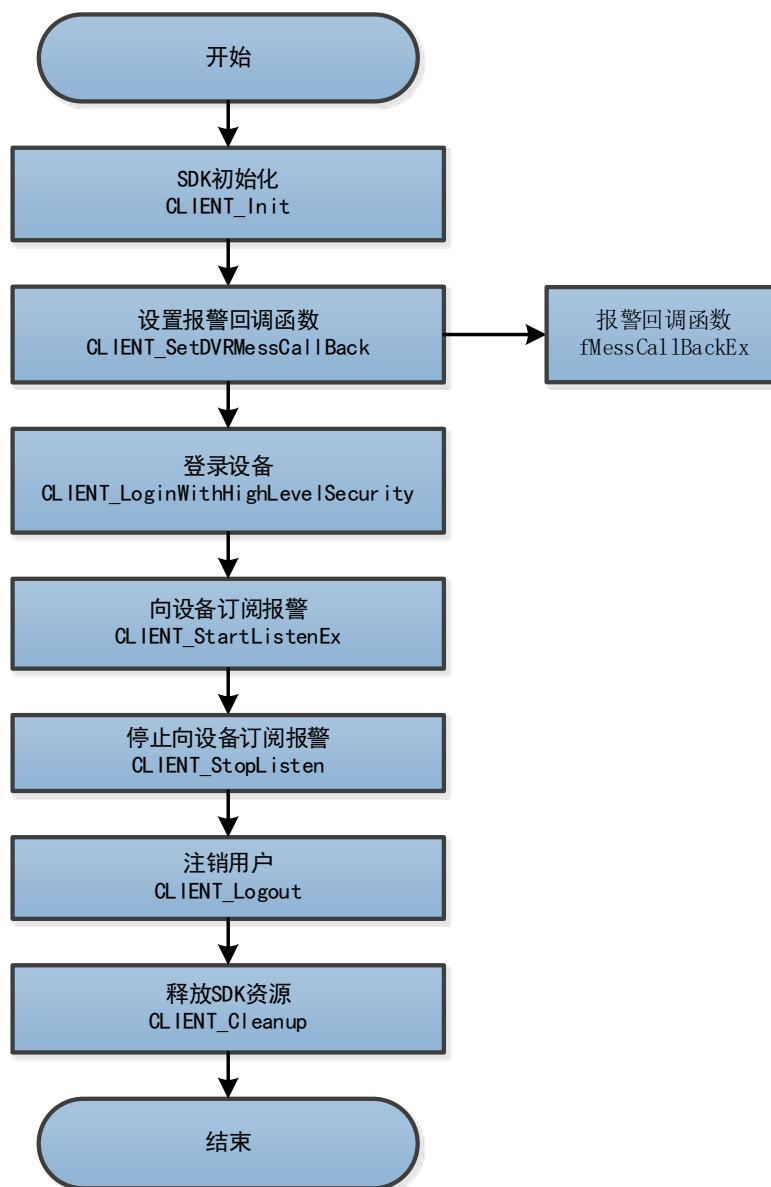 开始
SDK初始化
CLIENT_Init
设置报警回调函数
CLIENT_SetDVRMessCallBack
报警回调函数
fMessCallBackEx
登录设备
CLIENT_LoginWithHighLevelSecurity
向设备订阅报警
CLIENT_StartListenEx
停止向设备订阅报警
CLIENT_StopListen
注销用户
CLIENT_Logout
释放SDK资源
CLIENT_Cleanup
结束